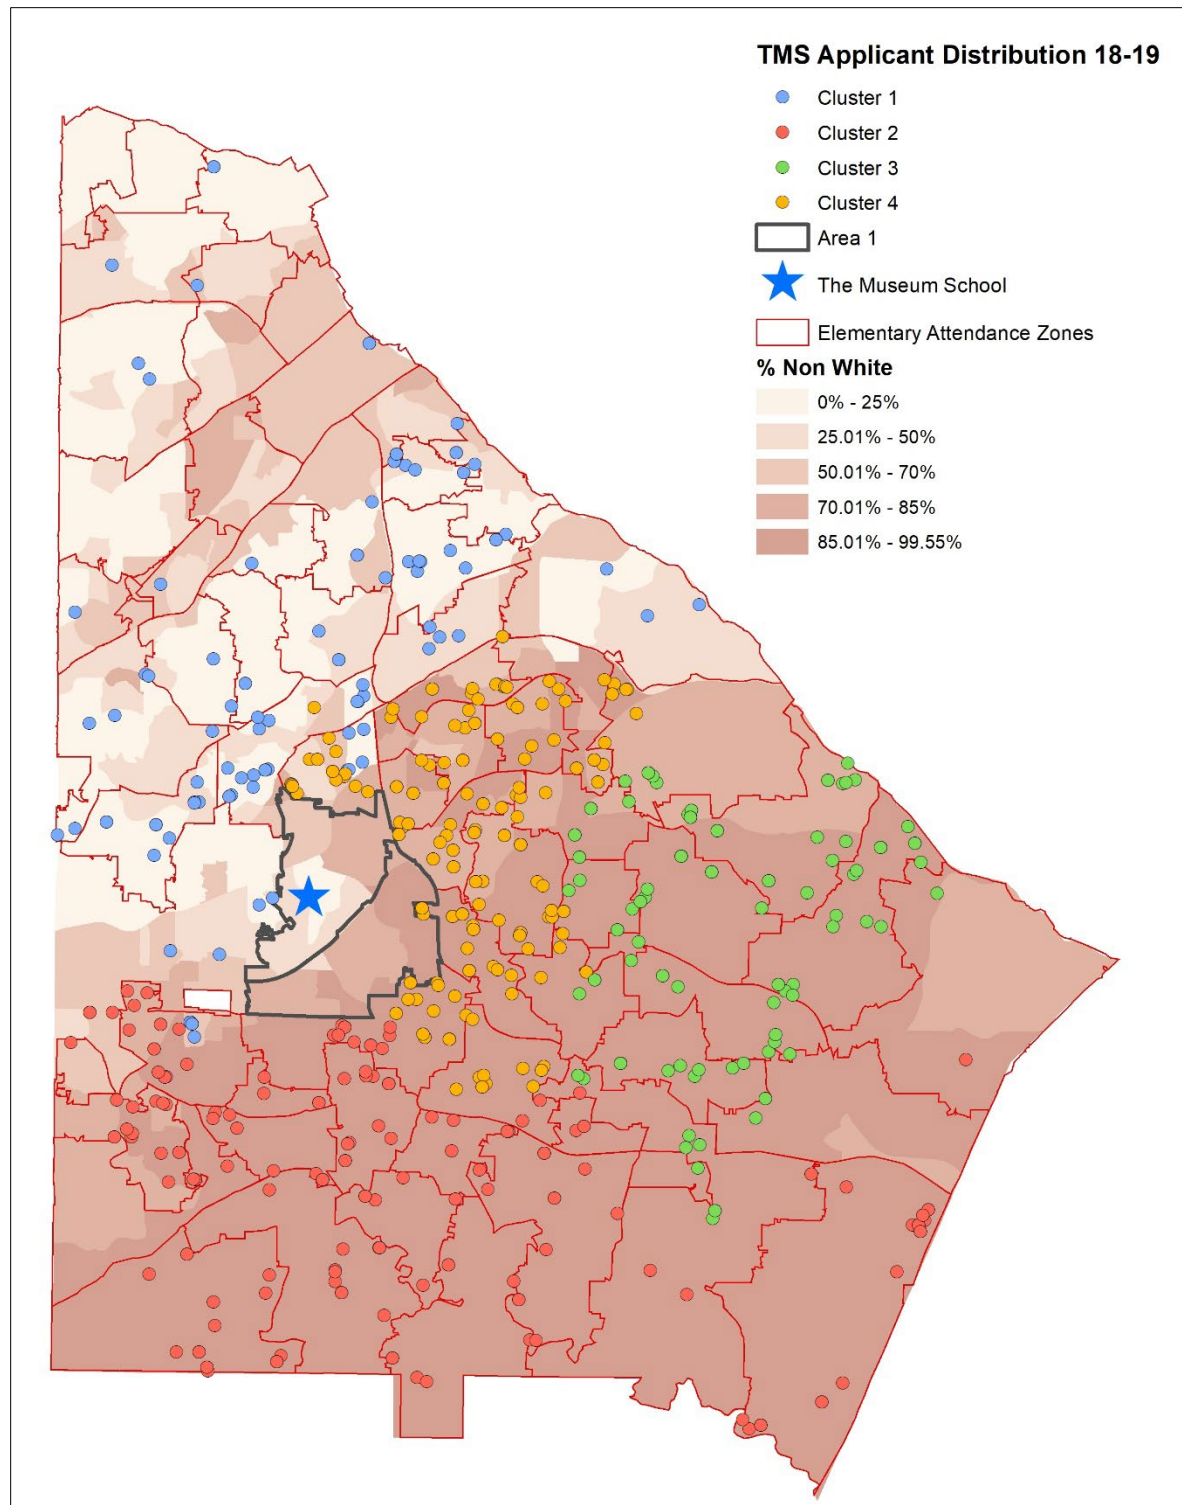 TMS Applicant Distribution 18-19
Cluster 1
Cluster 2
Cluster 3
Cluster 4
Area 1
The Museum School
Elementary Attendance Zones
% Non White
0% - 25%
25.01% - 50%
50.01% - 70%
70.01% - 85%
85.01% - 99.55%